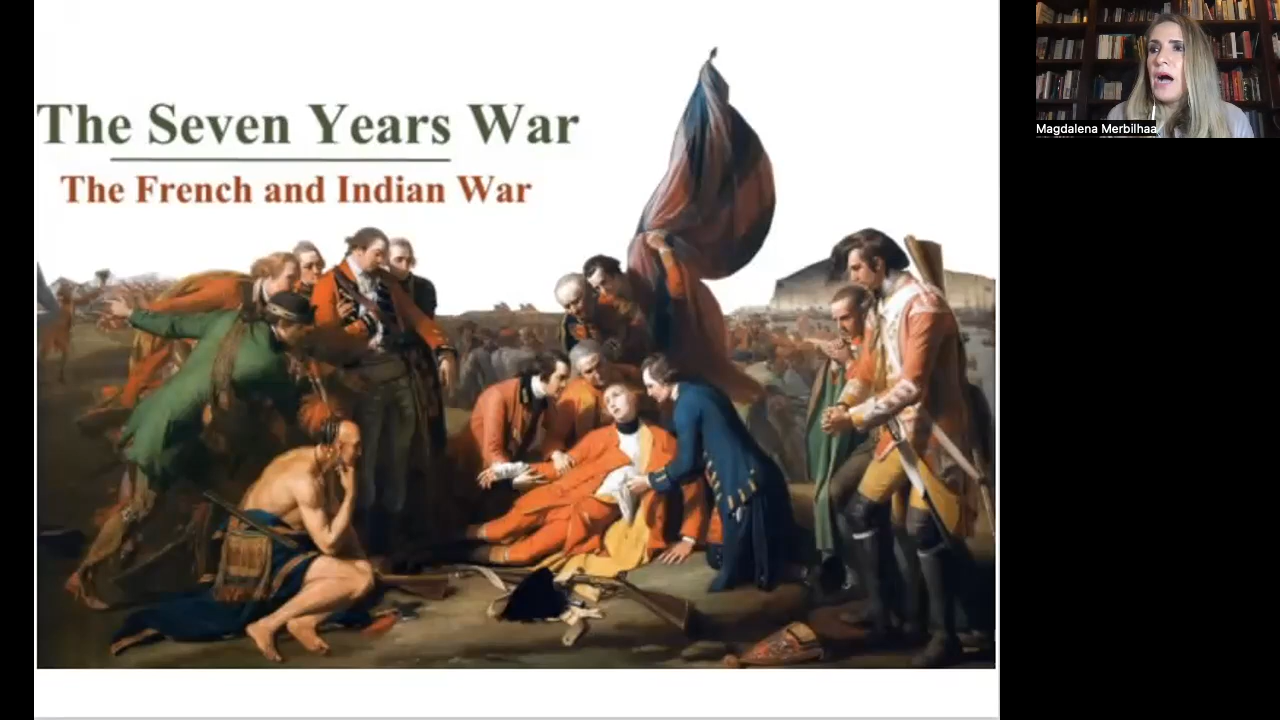 The Seven Years War
The French and Indian War
Magdalena Merbilhaa